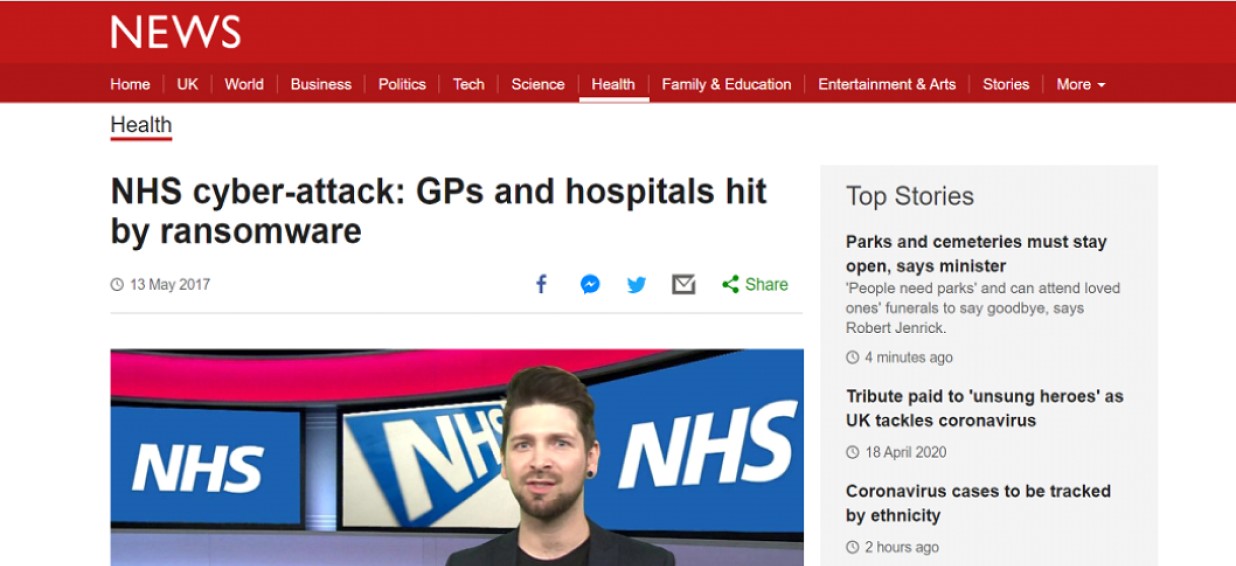 NEWS
Home
UK
World
Business
Politics
Tech
Science
Health
Family & Education
Entertainment & Arts
Stories
More
Health
NHS cyber-attack: GPs and hospitals hit
by ransomware
13 May 2017
Share
NHS
NHS
NHS
Top Stories
Parks and cemeteries must stay
open, says minister
'People need parks' and can attend loved
ones' funerals to say goodbye, says
Robert Jenrick.
4 minutes ago
Tribute paid to 'unsung heroes' as
UK tackles coronavirus
18 April 2020
Coronavirus cases to be tracked
by ethnicity
2 hours ago